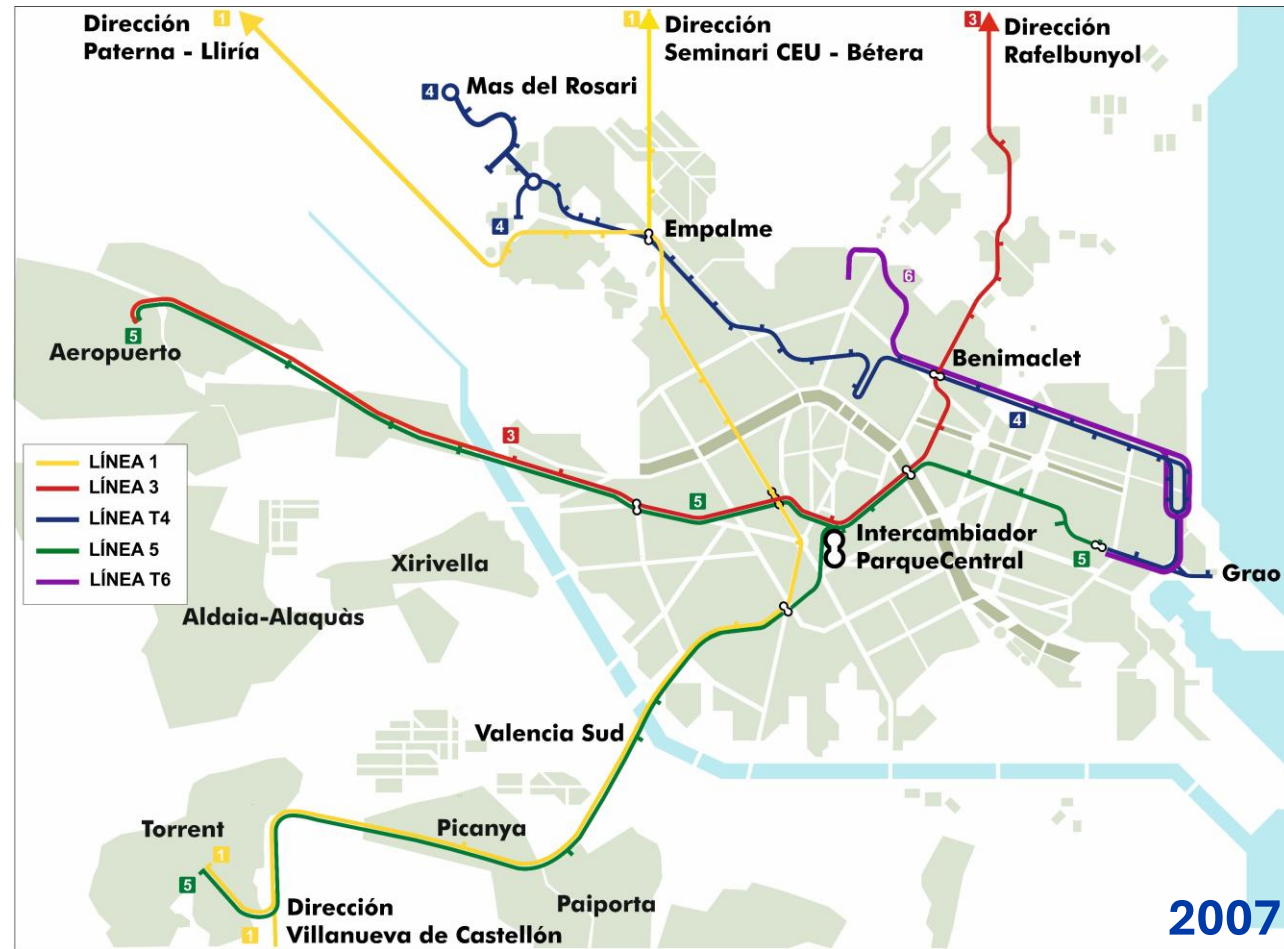 1
Dirección
Paterna - Lliría
1
Dirección
Seminari CEU - Bétera
3
Dirección
Rafelbunyol
4
Mas del Rosari
4
Empalme
6
5
Aeropuerto
Benimaclet
4
3
LÍNEA 1
LÍNEA 3
LÍNEA T4
LÍNEA 5
LÍNEA T6
5
Intercambiador
ParqueCentral
5
Grao
Xirivella
Aldaia-Alaquàs
Valencia Sud
Torrent
1
5
Picanya
Paiporta
1
Dirección
Villanueva de Castellón
2007